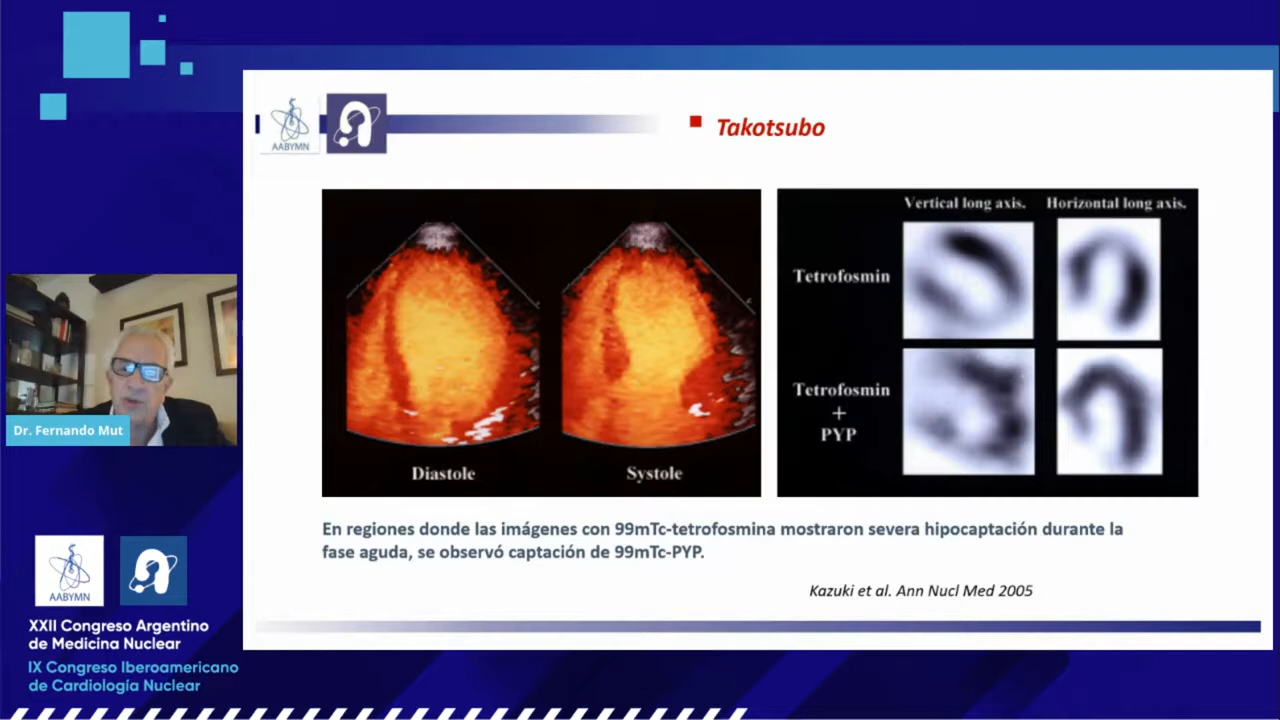 AABYMN
Takotsubo
Diastole
Systole
Vertical long axis.
Horizontal long axis.
Tetrofosmin
Tetrofosmin
+
PYP
En regiones donde las imágenes con 99mTc-tetrofosmina mostraron severa hipocaptación durante la
fase aguda, se observó captación de 99mTc-PYP.
Kazuki et al. Ann Nucl Med 2005
Dr. Fernando Mut
AABYMN
XXII Congreso Argentino
de Medicina Nuclear
IX Congreso Iberoamericano
de Cardiología Nuclear